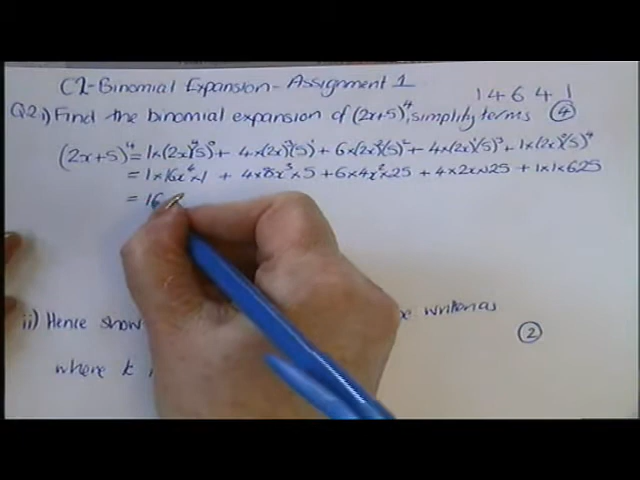 C2-Binomial Expansion- Assignment 1
1 4 6 4 1
Q2.i) Find the binomial expansion of (2x+5)⁴, simplify terms ④
(2x+5)⁴ = 1×(2x)⁴(5)⁰ + 4×(2x)³(5)¹ + 6×(2x)²(5)² + 4×(2x)¹(5)³ + 1×(2x)⁰(5)⁴
= 1×16x⁴×1 + 4×8x³×5 + 6×4x²×25 + 4×2x×125 + 1×1×625
= 16
ii) Hence show be written as
②
where k